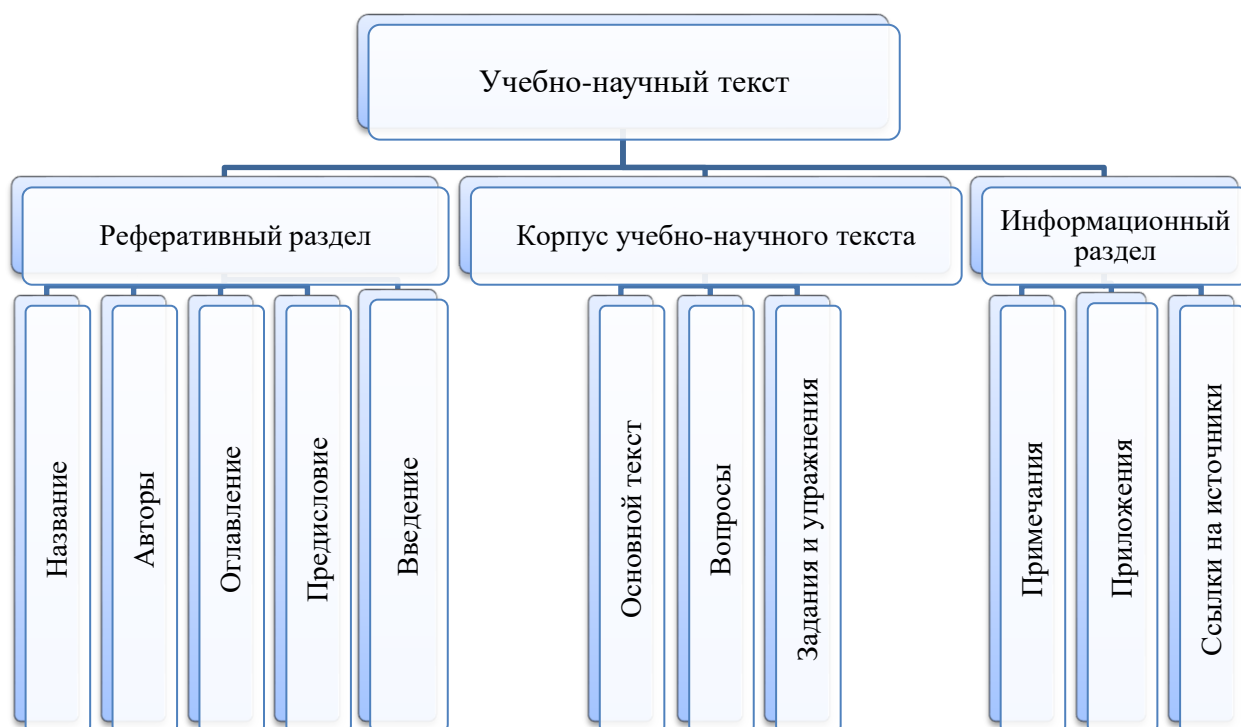 Учебно-научный текст
Реферативный раздел
Корпус учебно-научного текста
Информационный
раздел
Название
Авторы
Оглавление
Предисловие
Введение
Основной текст
Вопросы
Задания и упражнения
Примечания
Приложения
Ссылки на источники